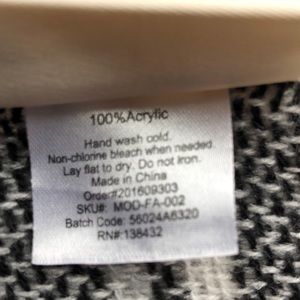 100%Acrylic
Hand wash cold.
Non-chlorine bleach when needed.
Lay flat to dry. Do not iron.
Made in China
Order#201609303
SKU#: MOD-FA-002
Batch Code: 56024A6320
RN#:138432